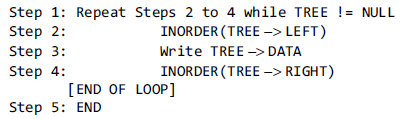 Step 1: Repeat Steps 2 to 4 while TREE != NULL
Step 2: INORDER(TREE –> LEFT)
Step 3: Write TREE –> DATA
Step 4: INORDER(TREE –> RIGHT)
[END OF LOOP]
Step 5: END